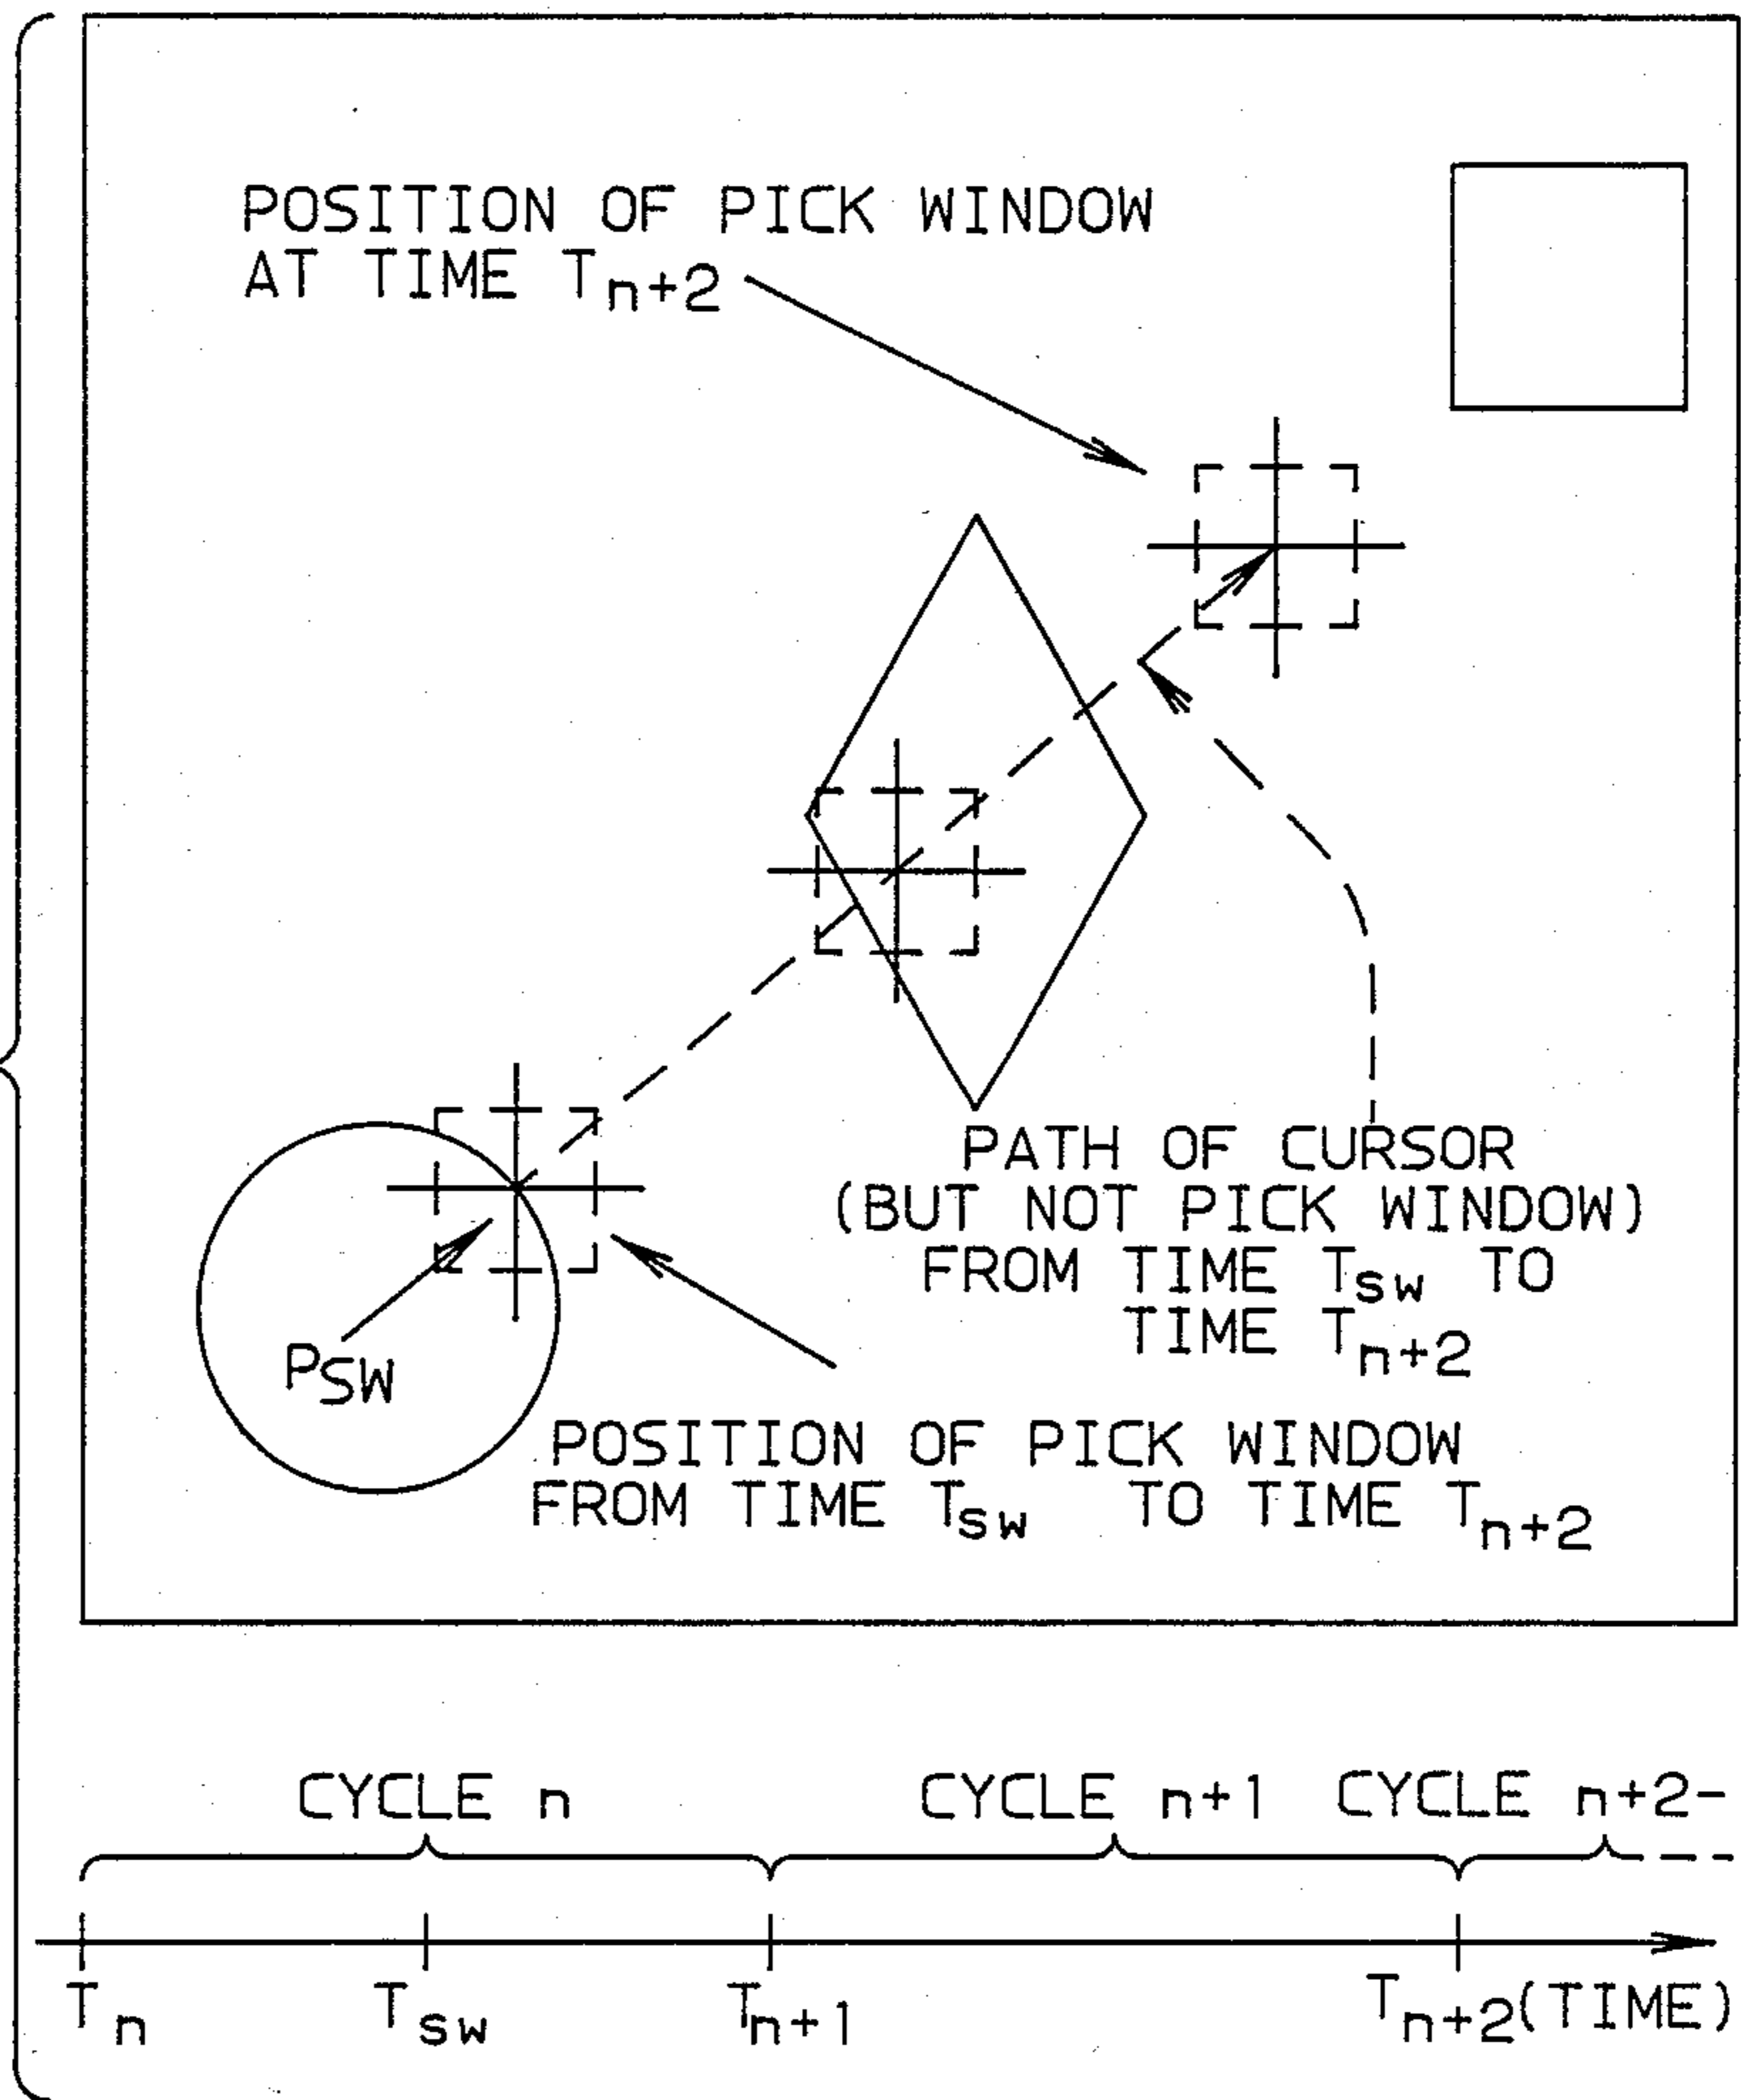 POSITION OF PICK WINDOW
AT TIME Tn+2
PATH OF CURSOR
(BUT NOT PICK WINDOW)
FROM TIME Tsw TO
TIME Tn+2
PSW
POSITION OF PICK WINDOW
FROM TIME Tsw TO TIME Tn+2
CYCLE n CYCLE n+1 CYCLE n+2-
Tn Tsw Tn+1 Tn+2(TIME)